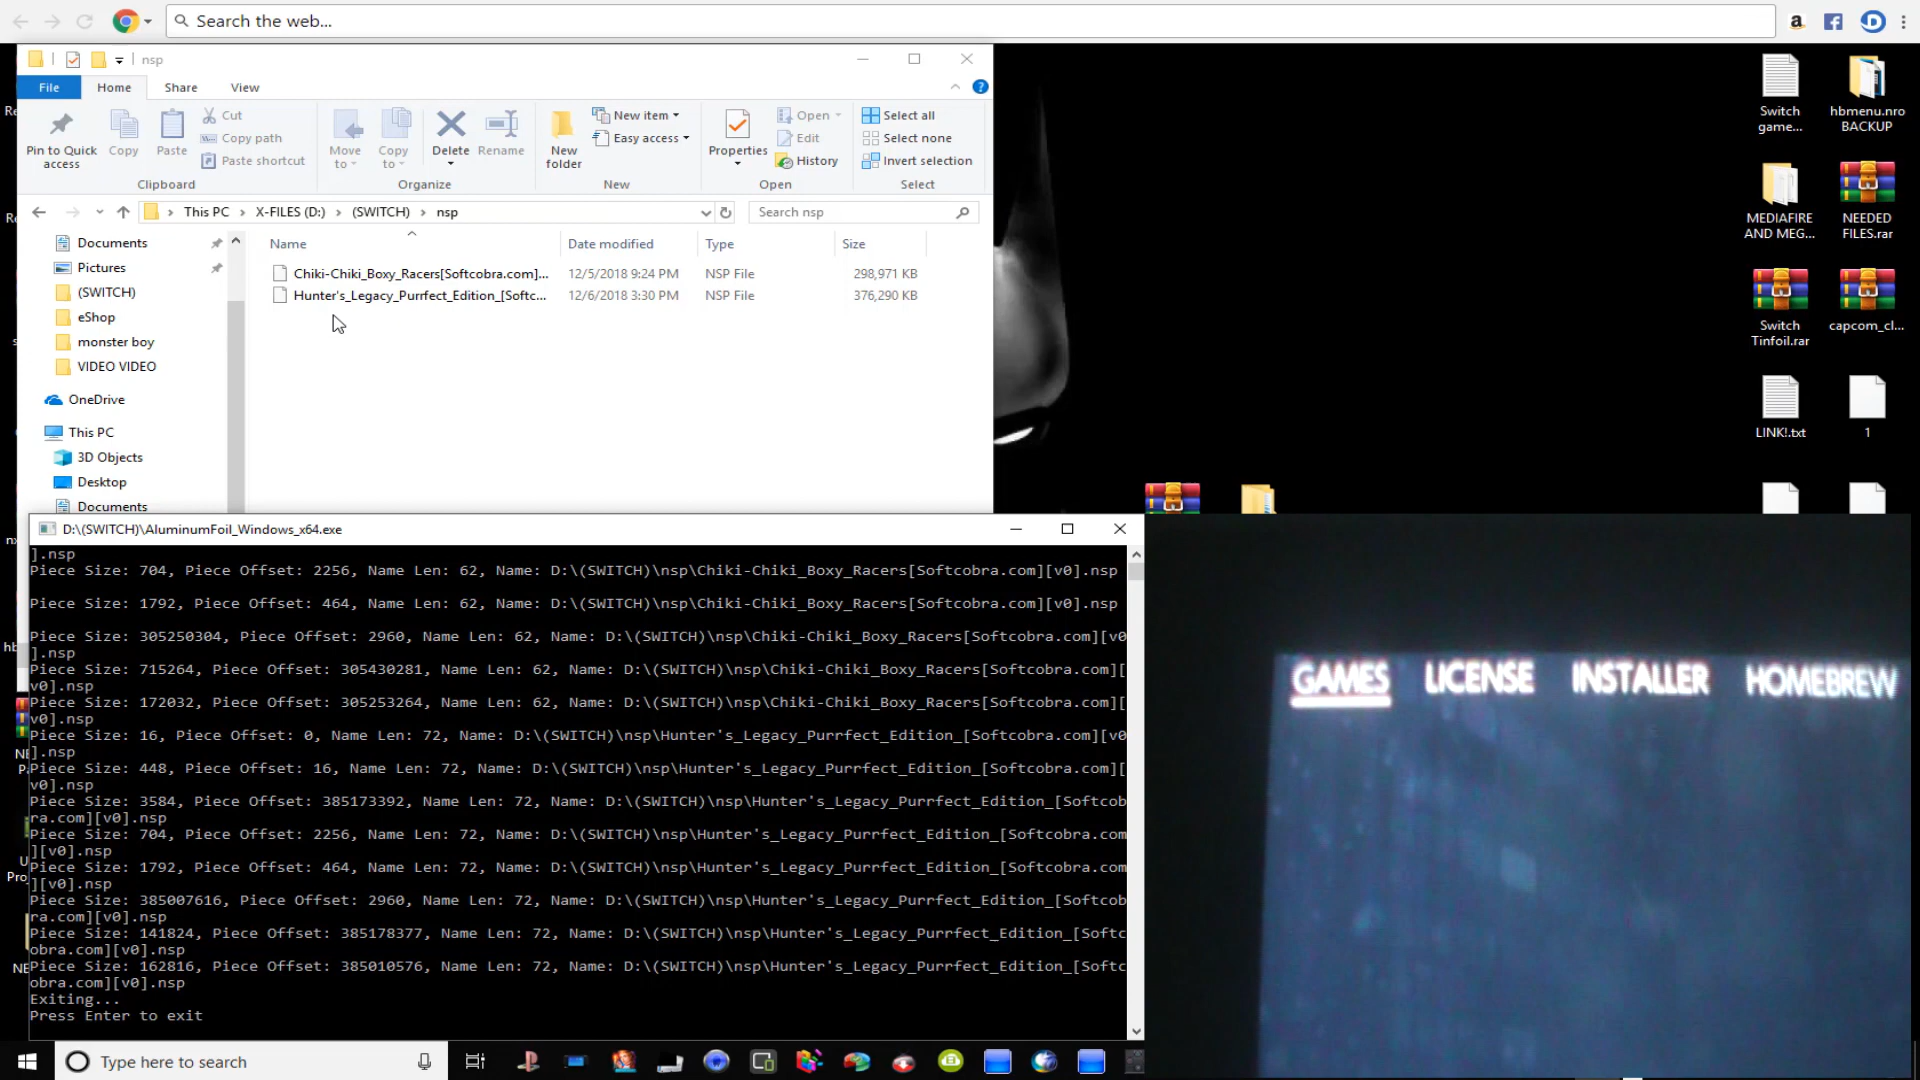 Search the web...
nsp
File
Home
Share
View
Pin to Quick access
Copy
Paste
Cut
Copy path
Paste shortcut
Clipboard
Move to
Copy to
Delete
Rename
Organize
New folder
New item
Easy access
New
Properties
Open
Edit
History
Open
Select all
Select none
Invert selection
Select
This PC > X-FILES (D:) > (SWITCH) > nsp
Search nsp
Documents
Pictures
(SWITCH)
eShop
monster boy
VIDEO VIDEO
OneDrive
This PC
3D Objects
Desktop
Documents
Name Date modified Type Size
Chiki-Chiki_Boxy_Racers[Softcobra.com]... 12/5/2018 9:24 PM NSP File 298,971 KB
Hunter's_Legacy_Purrfect_Edition_[Softc... 12/6/2018 3:30 PM NSP File 376,290 KB
Switch game...
hbmenu.nro BACKUP
MEDIAFIRE AND MEG...
NEEDED FILES.rar
Switch Tinfoil.rar
capcom_cl...
LINK!.txt
1
D:\(SWITCH)\AluminumFoil_Windows_x64.exe
].nsp
Piece Size: 704, Piece Offset: 2256, Name Len: 62, Name: D:\(SWITCH)\nsp\Chiki-Chiki_Boxy_Racers[Softcobra.com][v0].nsp
Piece Size: 1792, Piece Offset: 464, Name Len: 62, Name: D:\(SWITCH)\nsp\Chiki-Chiki_Boxy_Racers[Softcobra.com][v0].nsp
Piece Size: 305250304, Piece Offset: 2960, Name Len: 62, Name: D:\(SWITCH)\nsp\Chiki-Chiki_Boxy_Racers[Softcobra.com][v0
].nsp
Piece Size: 715264, Piece Offset: 305430281, Name Len: 62, Name: D:\(SWITCH)\nsp\Chiki-Chiki_Boxy_Racers[Softcobra.com][
v0].nsp
Piece Size: 172032, Piece Offset: 305253264, Name Len: 62, Name: D:\(SWITCH)\nsp\Chiki-Chiki_Boxy_Racers[Softcobra.com][
v0].nsp
Piece Size: 16, Piece Offset: 0, Name Len: 72, Name: D:\(SWITCH)\nsp\Hunter's_Legacy_Purrfect_Edition_[Softcobra.com][v0
].nsp
Piece Size: 448, Piece Offset: 16, Name Len: 72, Name: D:\(SWITCH)\nsp\Hunter's_Legacy_Purrfect_Edition_[Softcobra.com][
v0].nsp
Piece Size: 3584, Piece Offset: 385173392, Name Len: 72, Name: D:\(SWITCH)\nsp\Hunter's_Legacy_Purrfect_Edition_[Softcob
ra.com][v0].nsp
Piece Size: 704, Piece Offset: 2256, Name Len: 72, Name: D:\(SWITCH)\nsp\Hunter's_Legacy_Purrfect_Edition_[Softcobra.com
][v0].nsp
Piece Size: 1792, Piece Offset: 464, Name Len: 72, Name: D:\(SWITCH)\nsp\Hunter's_Legacy_Purrfect_Edition_[Softcobra.com
][v0].nsp
Piece Size: 385007616, Piece Offset: 2960, Name Len: 72, Name: D:\(SWITCH)\nsp\Hunter's_Legacy_Purrfect_Edition_[Softcob
ra.com][v0].nsp
Piece Size: 141824, Piece Offset: 385178377, Name Len: 72, Name: D:\(SWITCH)\nsp\Hunter's_Legacy_Purrfect_Edition_[Softc
obra.com][v0].nsp
Piece Size: 162816, Piece Offset: 385010576, Name Len: 72, Name: D:\(SWITCH)\nsp\Hunter's_Legacy_Purrfect_Edition_[Softc
obra.com][v0].nsp
Exiting...
Press Enter to exit
GAMES LICENSE INSTALLER HOMEBREW
Type here to search